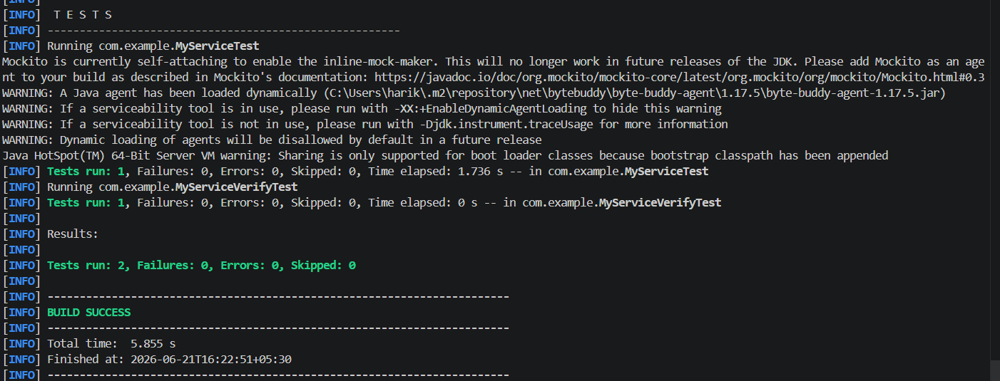 [INFO]
[INFO]  T E S T S
[INFO] -------------------------------------------------------
[INFO] Running com.example.MyServiceTest
Mockito is currently self-attaching to enable the inline-mock-maker. This will no longer work in future releases of the JDK. Please add Mockito as an age
nt to your build as described in Mockito's documentation: https://javadoc.io/doc/org.mockito/mockito-core/latest/org.mockito/org/mockito/Mockito.html#0.3
WARNING: A Java agent has been loaded dynamically (C:\Users\harik\.m2\repository\net\bytebuddy\byte-buddy-agent\1.17.5\byte-buddy-agent-1.17.5.jar)
WARNING: If a serviceability tool is in use, please run with -XX:+EnableDynamicAgentLoading to hide this warning
WARNING: If a serviceability tool is not in use, please run with -Djdk.instrument.traceUsage for more information
WARNING: Dynamic loading of agents will be disallowed by default in a future release
Java HotSpot(TM) 64-Bit Server VM warning: Sharing is only supported for boot loader classes because bootstrap classpath has been appended
[INFO] Tests run: 1, Failures: 0, Errors: 0, Skipped: 0, Time elapsed: 1.736 s -- in com.example.MyServiceTest
[INFO] Running com.example.MyServiceVerifyTest
[INFO] Tests run: 1, Failures: 0, Errors: 0, Skipped: 0, Time elapsed: 0 s -- in com.example.MyServiceVerifyTest
[INFO]
[INFO] Results:
[INFO]
[INFO] Tests run: 2, Failures: 0, Errors: 0, Skipped: 0
[INFO]
[INFO] ------------------------------------------------------------------------
[INFO] BUILD SUCCESS
[INFO] ------------------------------------------------------------------------
[INFO] Total time:  5.855 s
[INFO] Finished at: 2026-06-21T16:22:51+05:30
[INFO] ------------------------------------------------------------------------